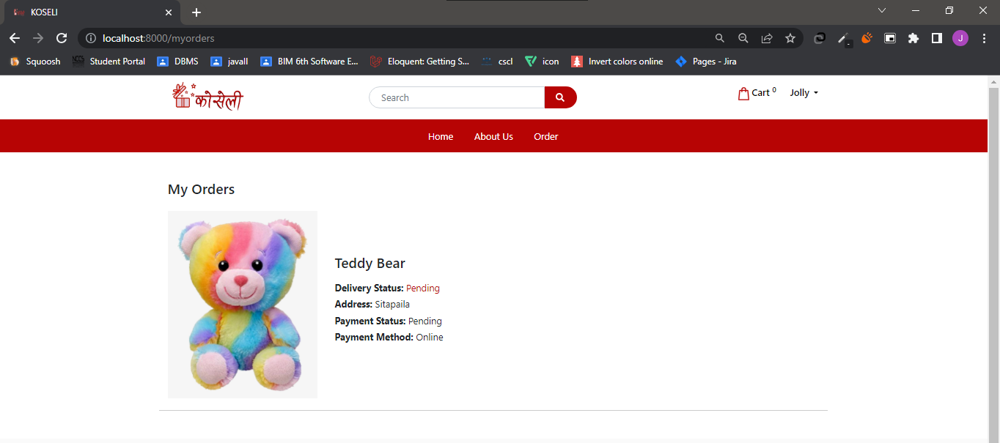 KOSELI
localhost:8000/myorders
Squoosh Student Portal DBMS javaII BIM 6th Software E... Eloquent: Getting S... cscl icon Invert colors online Pages - Jira
J
कोसेली
Search
Cart 0
Jolly
Home About Us Order
My Orders
Teddy Bear
Delivery Status: Pending
Address: Sitapaila
Payment Status: Pending
Payment Method: Online